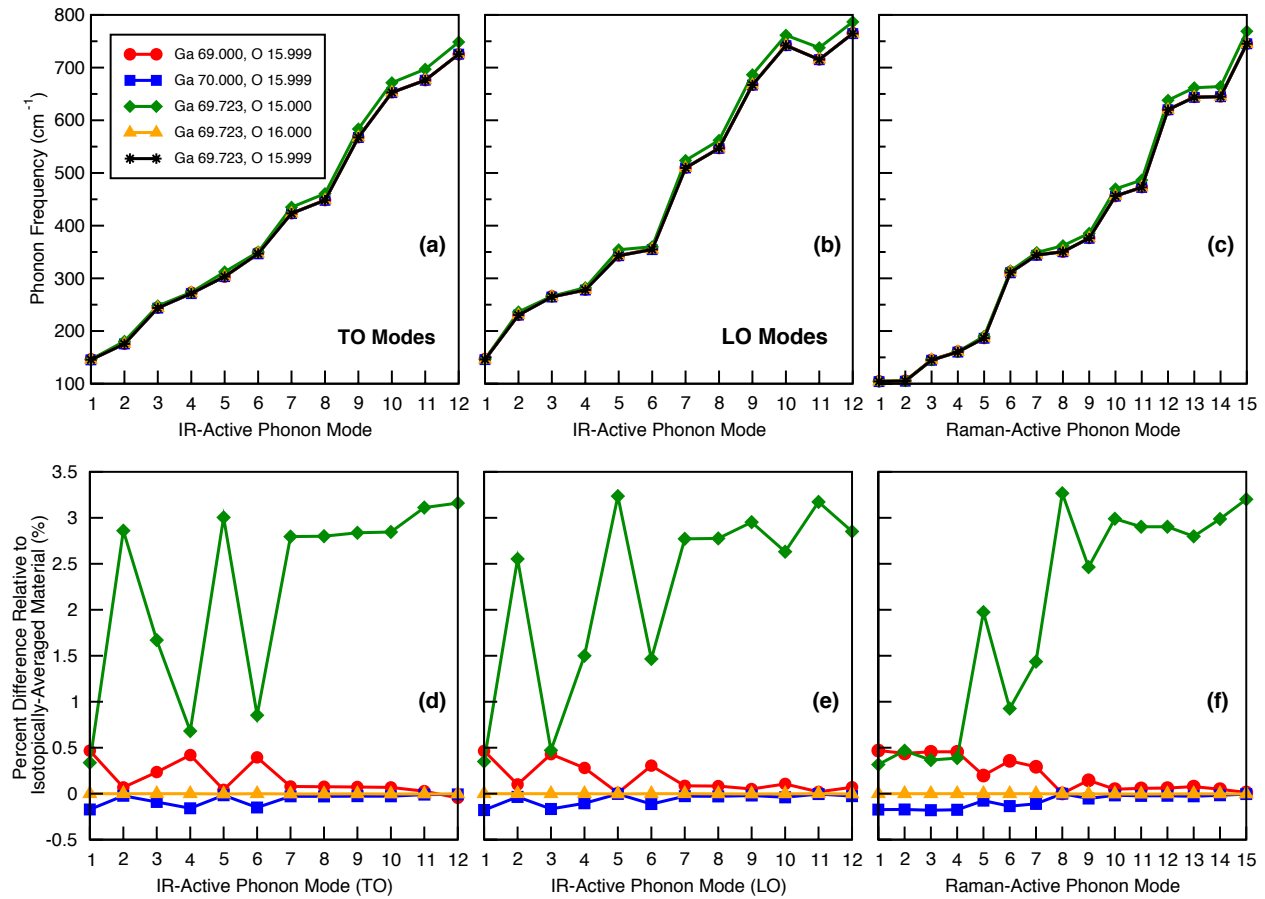 800
700
600
500
400
300
200
100
Phonon Frequency (cm⁻¹)
Ga 69.000, O 15.999
Ga 70.000, O 15.999
Ga 69.723, O 15.000
Ga 69.723, O 16.000
Ga 69.723, O 15.999
(a)
TO Modes
1 2 3 4 5 6 7 8 9 10 11 12
IR-Active Phonon Mode
(b)
LO Modes
1 2 3 4 5 6 7 8 9 10 11 12
IR-Active Phonon Mode
(c)
1 2 3 4 5 6 7 8 9 10 11 12 13 14 15
Raman-Active Phonon Mode
3.5
3
2.5
2
1.5
1
0.5
0
-0.5
Percent Difference Relative to
Isotopically-Averaged Material (%)
(d)
1 2 3 4 5 6 7 8 9 10 11 12
IR-Active Phonon Mode (TO)
(e)
1 2 3 4 5 6 7 8 9 10 11 12
IR-Active Phonon Mode (LO)
(f)
1 2 3 4 5 6 7 8 9 10 11 12 13 14 15
Raman-Active Phonon Mode